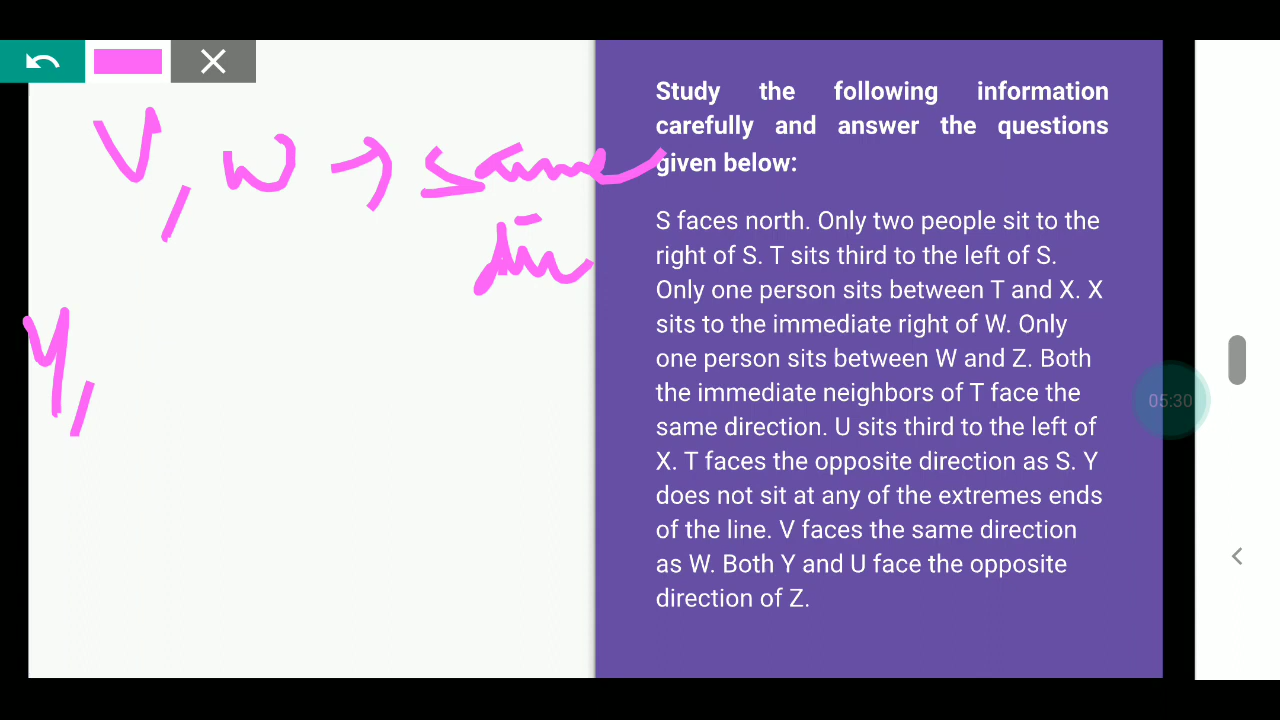 V, W → same
dir
Y,
Study the following information
carefully and answer the questions
given below:
S faces north. Only two people sit to the
right of S. T sits third to the left of S.
Only one person sits between T and X. X
sits to the immediate right of W. Only
one person sits between W and Z. Both
the immediate neighbors of T face the
same direction. U sits third to the left of
X. T faces the opposite direction as S. Y
does not sit at any of the extremes ends
of the line. V faces the same direction
as W. Both Y and U face the opposite
direction of Z.
05:30